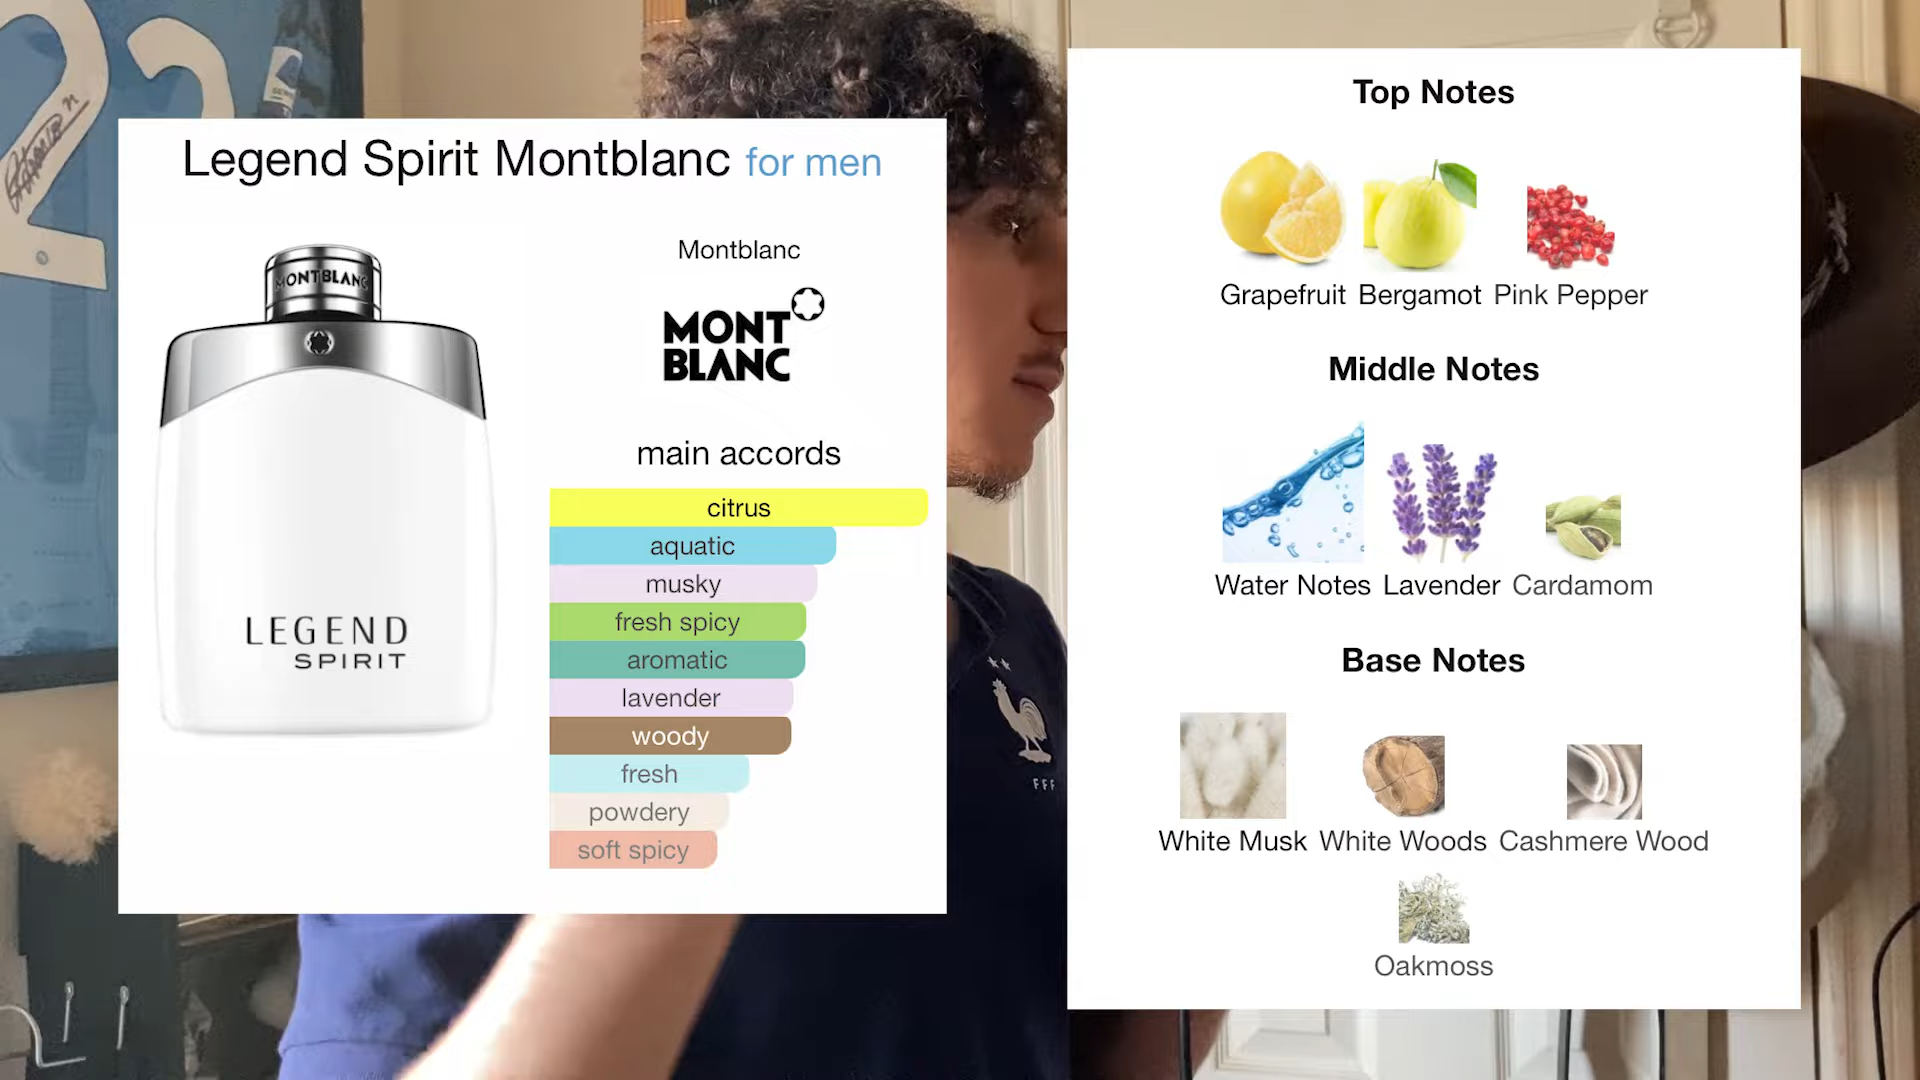 Legend Spirit Montblanc for men
MONTBLANC
LEGEND
SPIRIT
Montblanc
MONT
BLANC
main accords
citrus
aquatic
musky
fresh spicy
aromatic
lavender
woody
fresh
powdery
soft spicy
Top Notes
Grapefruit Bergamot Pink Pepper
Middle Notes
Water Notes Lavender Cardamom
Base Notes
White Musk White Woods Cashmere Wood
Oakmoss
22
FFF